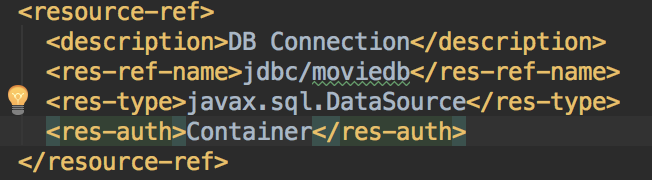 <resource-ref>
<description>DB Connection</description>
<res-ref-name>jdbc/moviedb</res-ref-name>
<res-type>javax.sql.DataSource</res-type>
<res-auth>Container</res-auth>
</resource-ref>